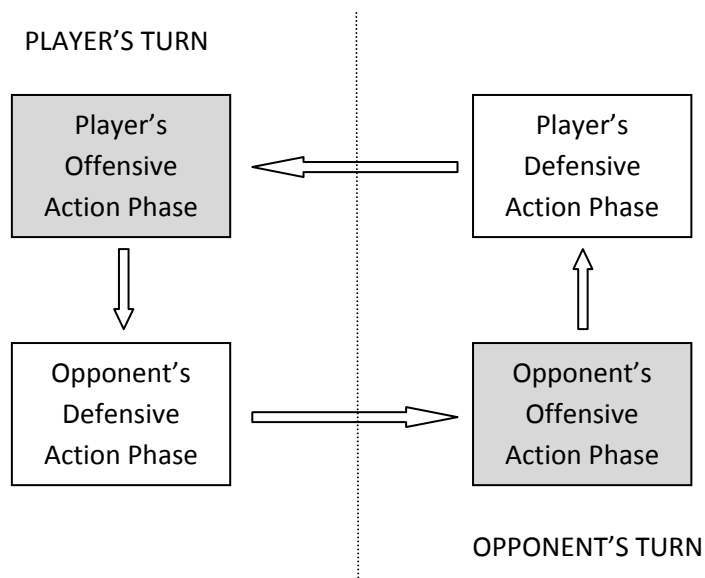 PLAYER’S TURN
Player’s
Offensive
Action Phase
Player’s
Defensive
Action Phase
Opponent’s
Defensive
Action Phase
Opponent’s
Offensive
Action Phase
OPPONENT’S TURN